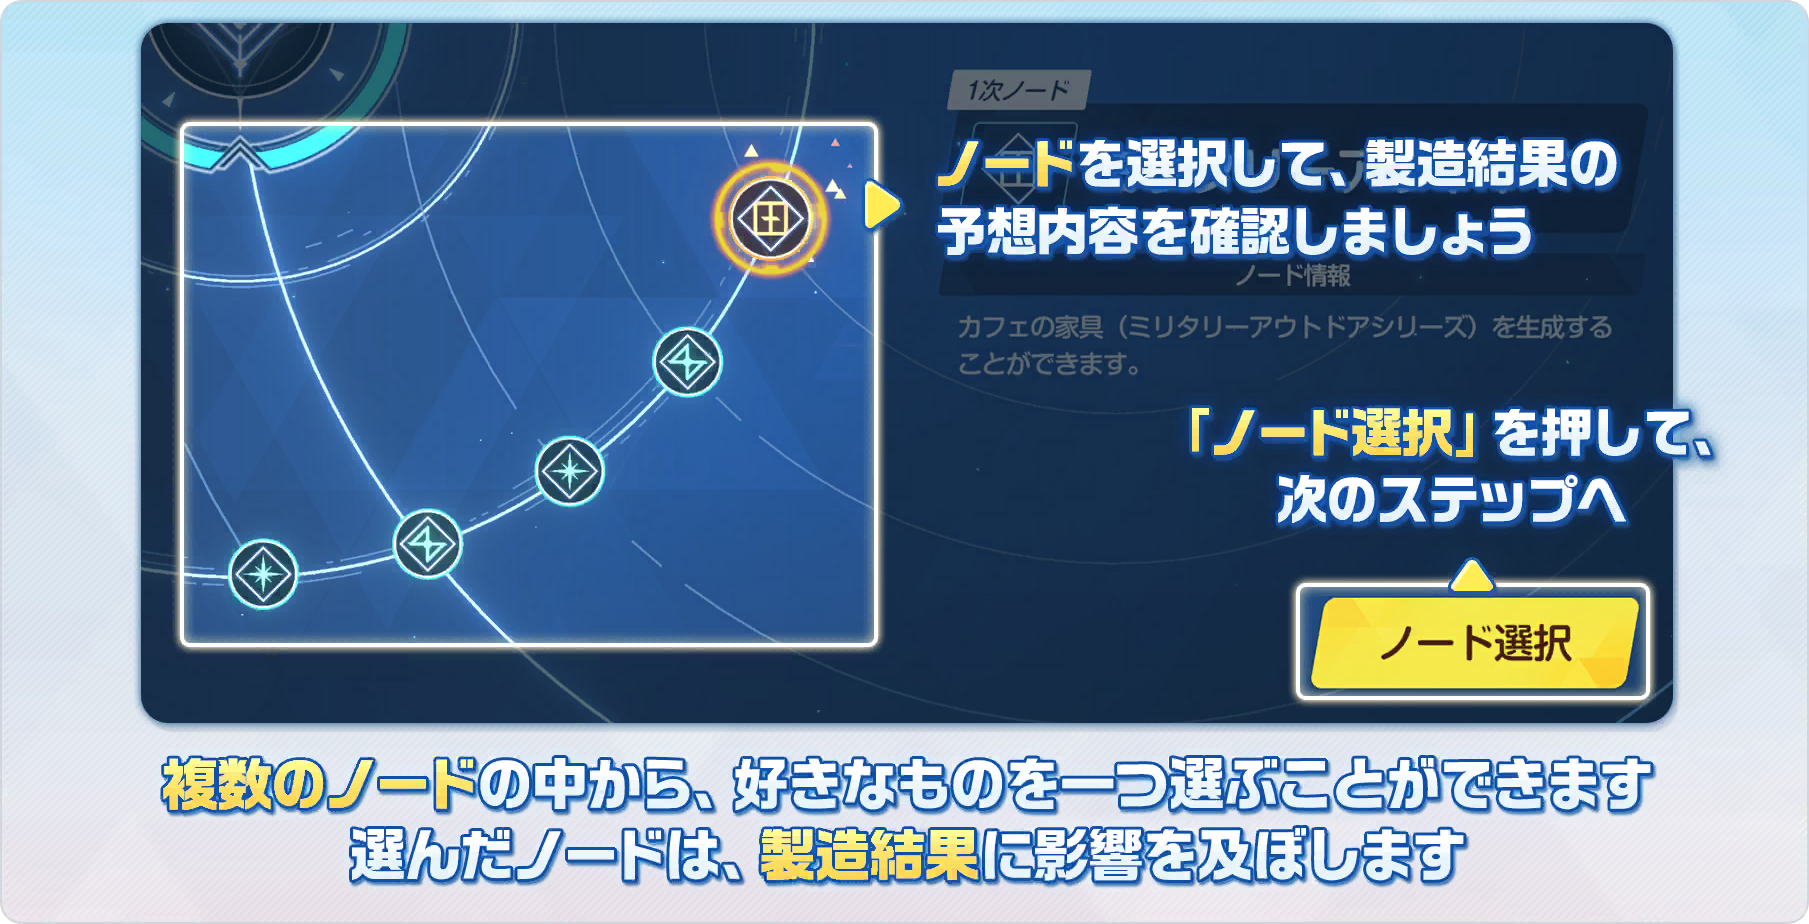 1次ノード
ノードを選択して、製造結果の
予想内容を確認しましょう
ノード情報
カフェの家具（ミリタリーアウトドアシリーズ）を生成する
ことができます。
「ノード選択」を押して、
次のステップへ
ノード選択
複数のノードの中から、好きなものを一つ選ぶことができます
選んだノードは、製造結果に影響を及ぼします